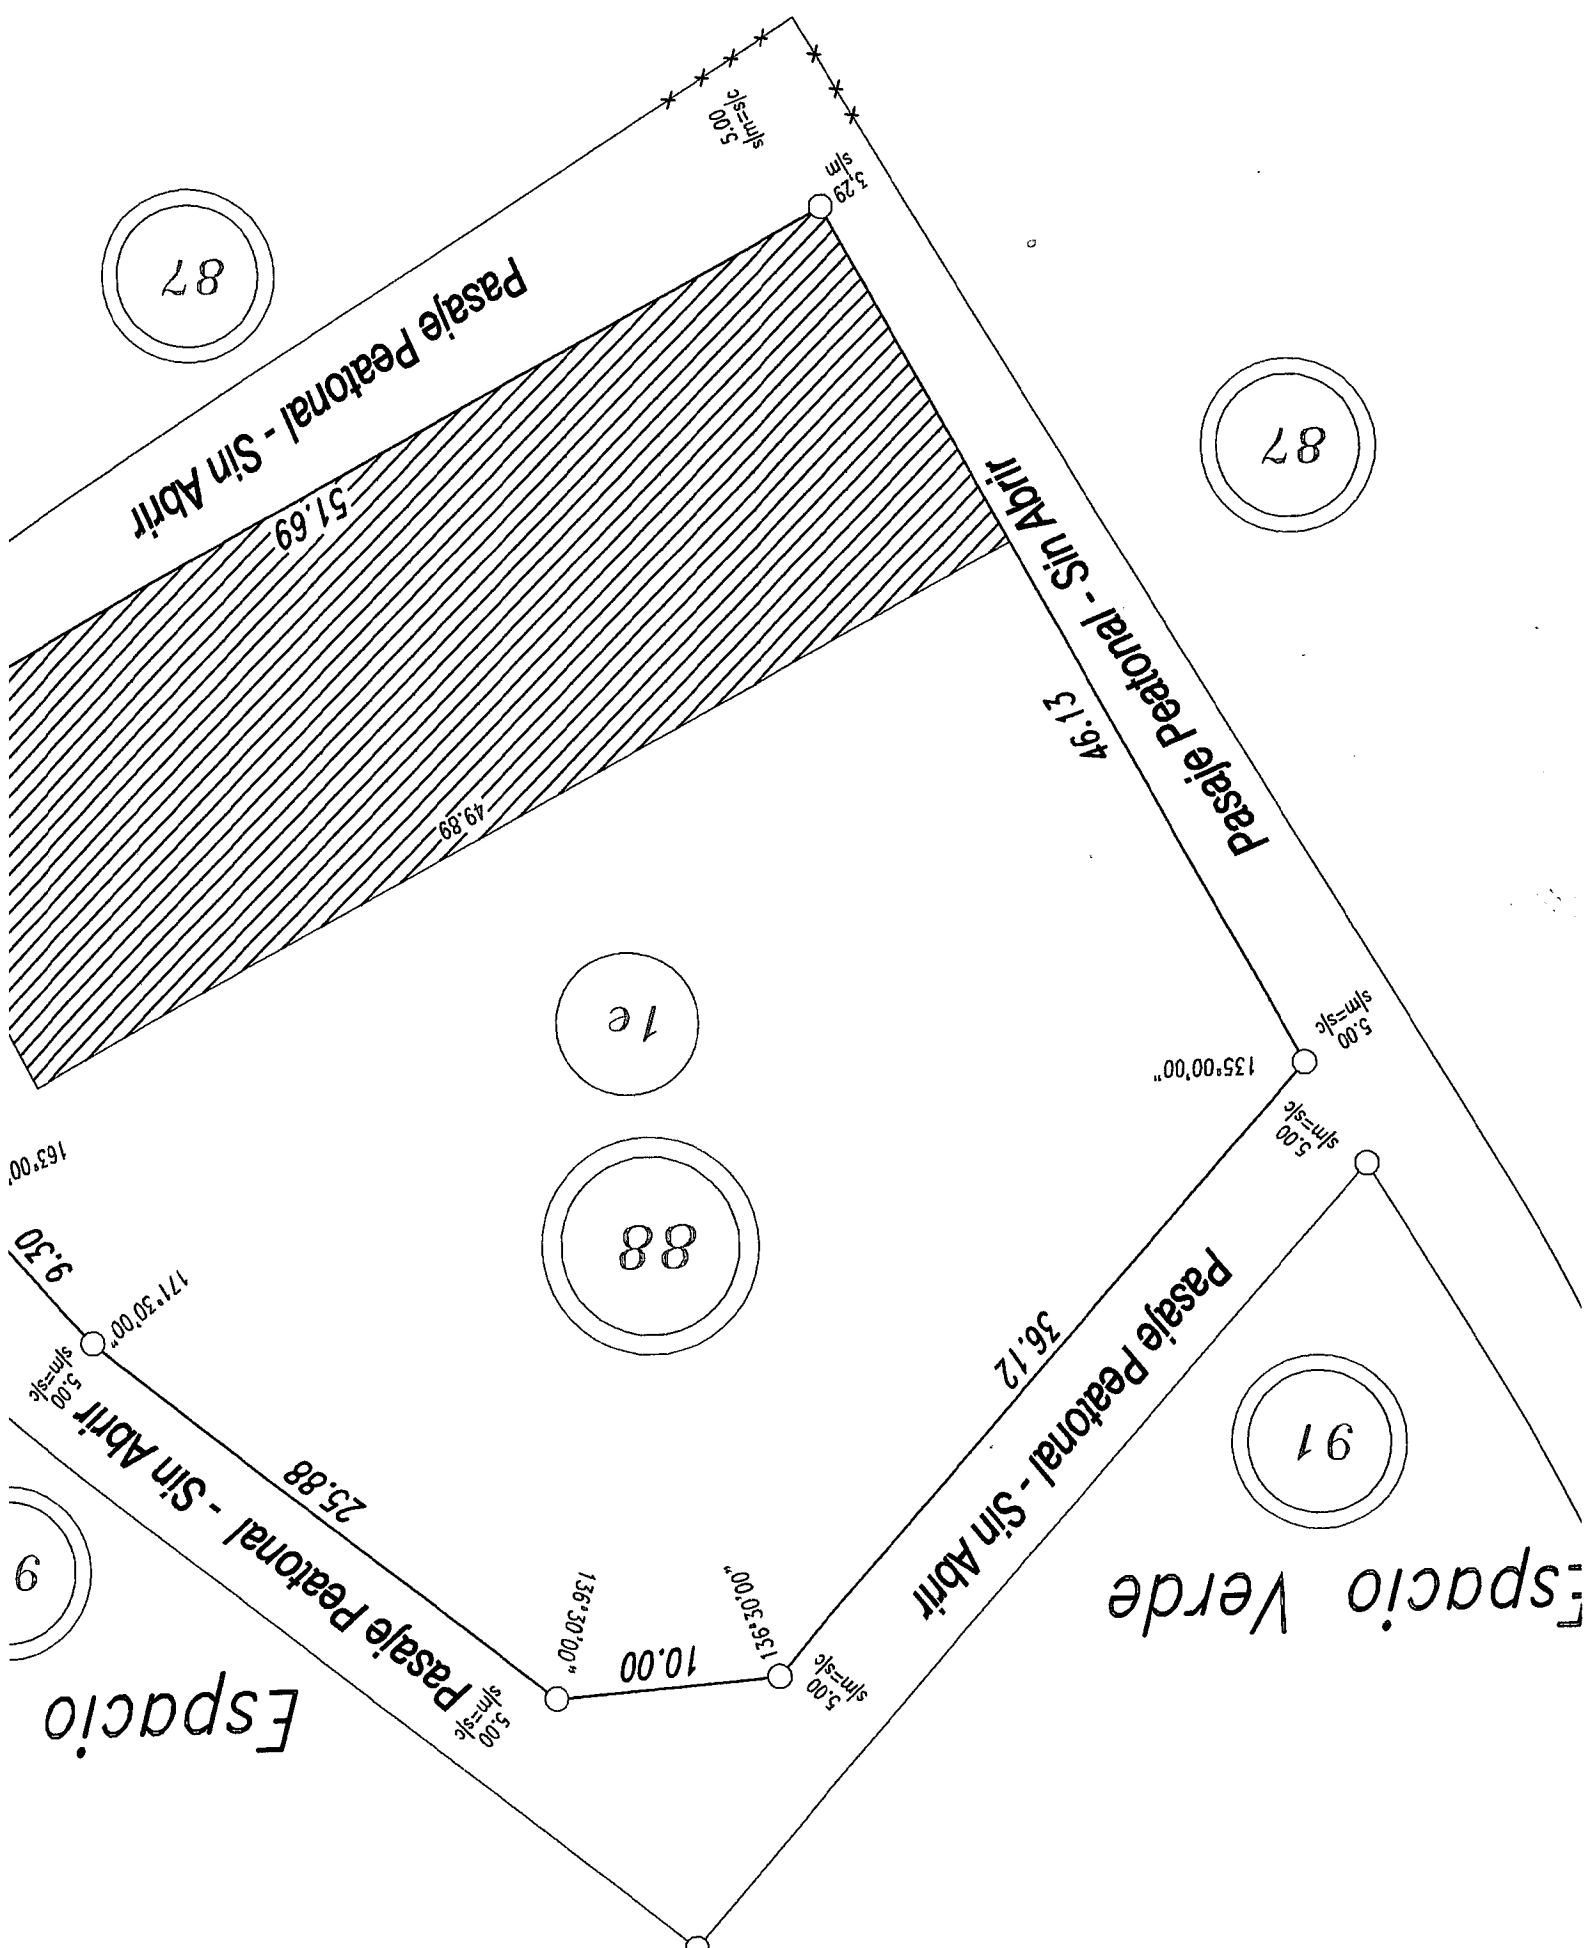 Espacio
5.00
s/m=s/c
5.00
s/m=s/c
10.00
136°30'00"
136°30'00"
Espacio Verde
9
Pasaje Peatonal - Sin Abrir
25.88
91
Pasaje Peatonal - Sin Abrir
36.12
5.00
s/m=s/c
171°30'00"
9.30
88
163°00'
5.00
s/m=s/c
135°00'00"
5.00
s/m=s/c
1e
49.89
46.13
Pasaje Peatonal - Sin Abrir
51.69
87
Pasaje Peatonal - Sin Abrir
87
3,29
s/m
5.00
s/m=s/c